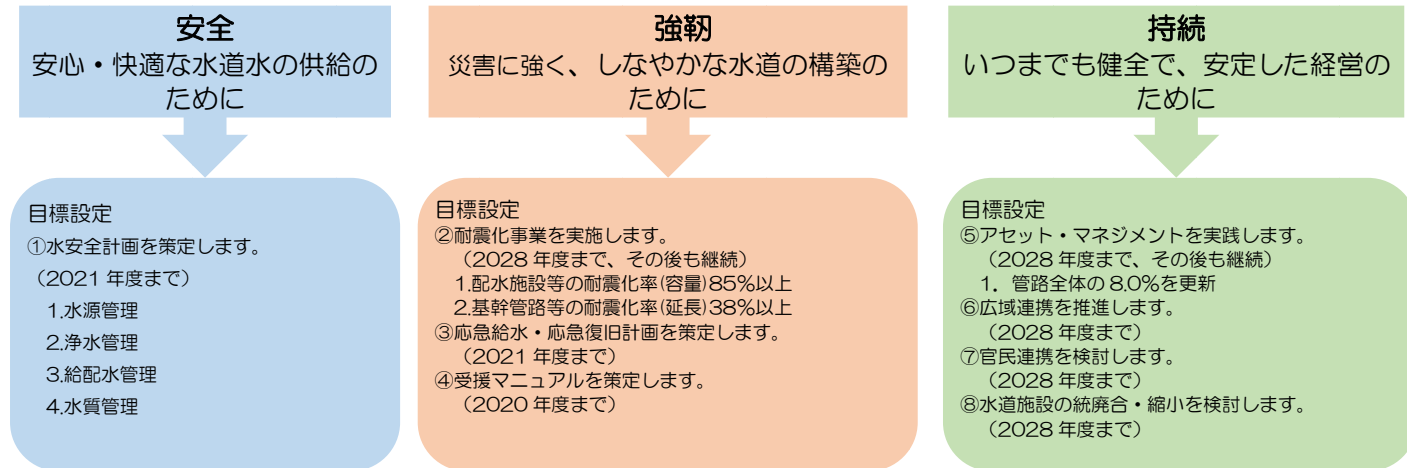 安全
安心・快適な水道水の供給の
ために
目標設定
①水安全計画を策定します。
（2021 年度まで）
1.水源管理
2.浄水管理
3.給配水管理
4.水質管理
強靭
災害に強く、しなやかな水道の構築の
ために
目標設定
②耐震化事業を実施します。
（2028 年度まで、その後も継続）
1.配水施設等の耐震化率(容量)85%以上
2.基幹管路等の耐震化率(延長)38%以上
③応急給水・応急復旧計画を策定します。
（2021 年度まで）
④受援マニュアルを策定します。
（2020 年度まで）
持続
いつまでも健全で、安定した経営の
ために
目標設定
⑤アセット・マネジメントを実践します。
（2028 年度まで、その後も継続）
1．管路全体の 8.0%を更新
⑥広域連携を推進します。
（2028 年度まで）
⑦官民連携を検討します。
（2028 年度まで）
⑧水道施設の統廃合・縮小を検討します。
（2028 年度まで）